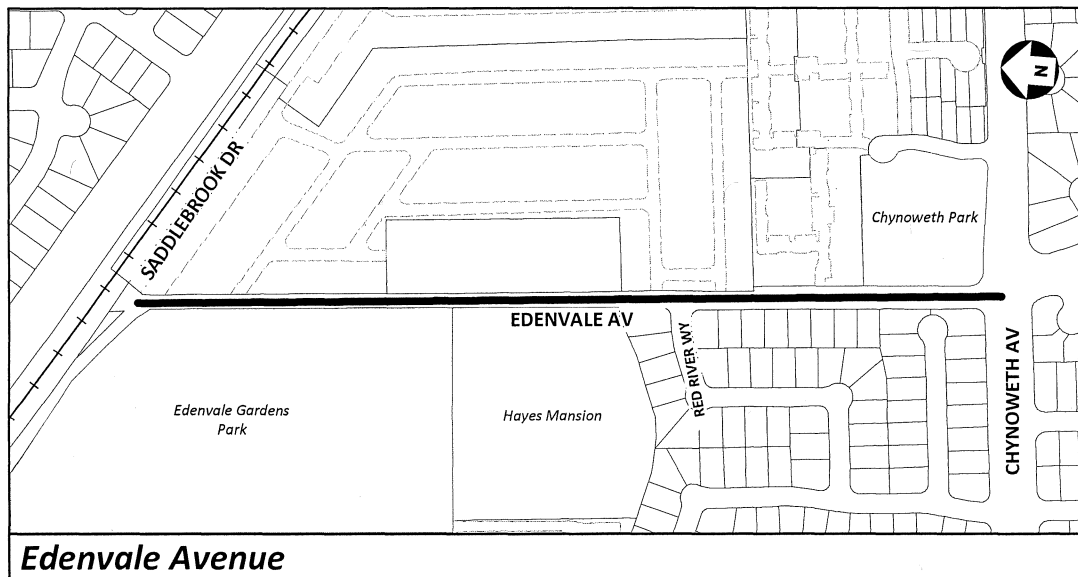 N
SADDLEBROOK DR
Chynoweth Park
EDENVALE AV
RED RIVER WY
CHYNOWETH AV
Edenvale Gardens
Park
Hayes Mansion
Edenvale Avenue